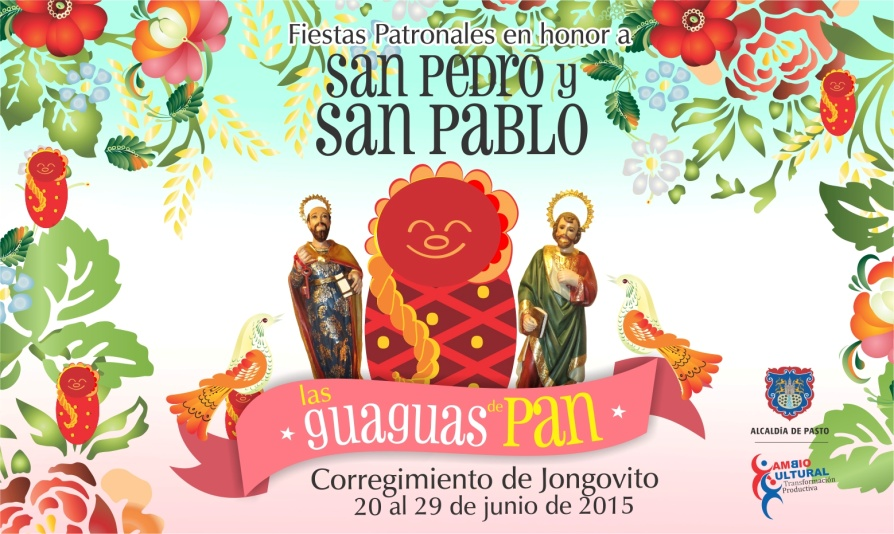 Fiestas Patronales en honor a
San Pedro y
San Pablo
las
guaguas de Pan
Corregimiento de Jongovito
20 al 29 de junio de 2015
ALCALDÍA DE PASTO
CAMBIO
CULTURAL
Transformación
Productiva